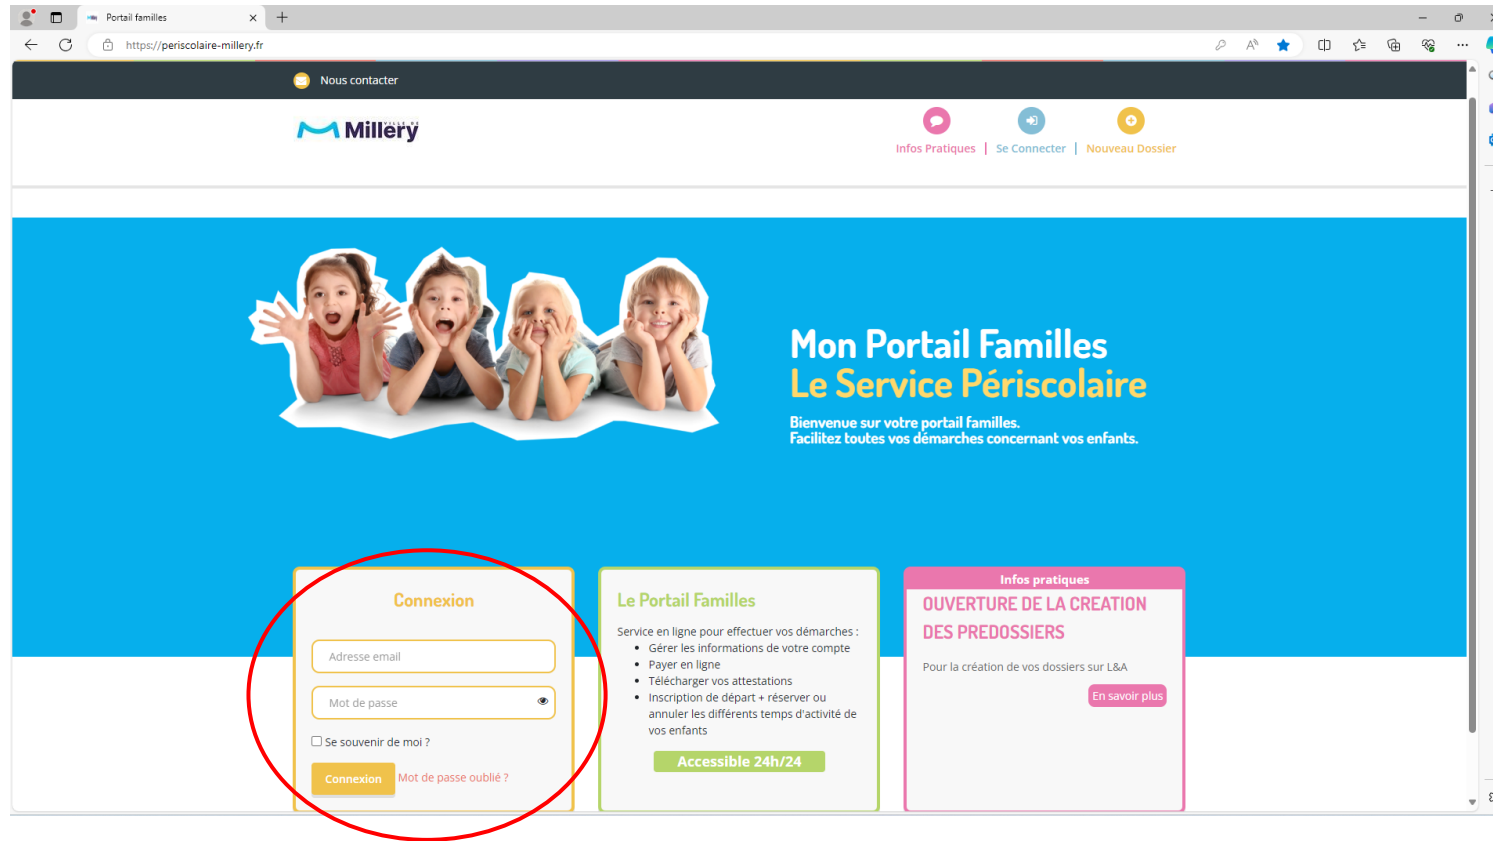 Portail familles
https://periscolaire-millery.fr
Nous contacter
VILLE DE
Millery
Infos Pratiques | Se Connecter | Nouveau Dossier
Mon Portail Familles
Le Service Périscolaire
Bienvenue sur votre portail familles.
Facilitez toutes vos démarches concernant vos enfants.
Connexion
Adresse email
Mot de passe
Se souvenir de moi ?
Connexion Mot de passe oublié ?
Le Portail Familles
Service en ligne pour effectuer vos démarches :
• Gérer les informations de votre compte
• Payer en ligne
• Télécharger vos attestations
• Inscription de départ + réserver ou
annuler les différents temps d'activité de
vos enfants
Accessible 24h/24
Infos pratiques
OUVERTURE DE LA CREATION
DES PREDOSSIERS
Pour la création de vos dossiers sur L&A
En savoir plus